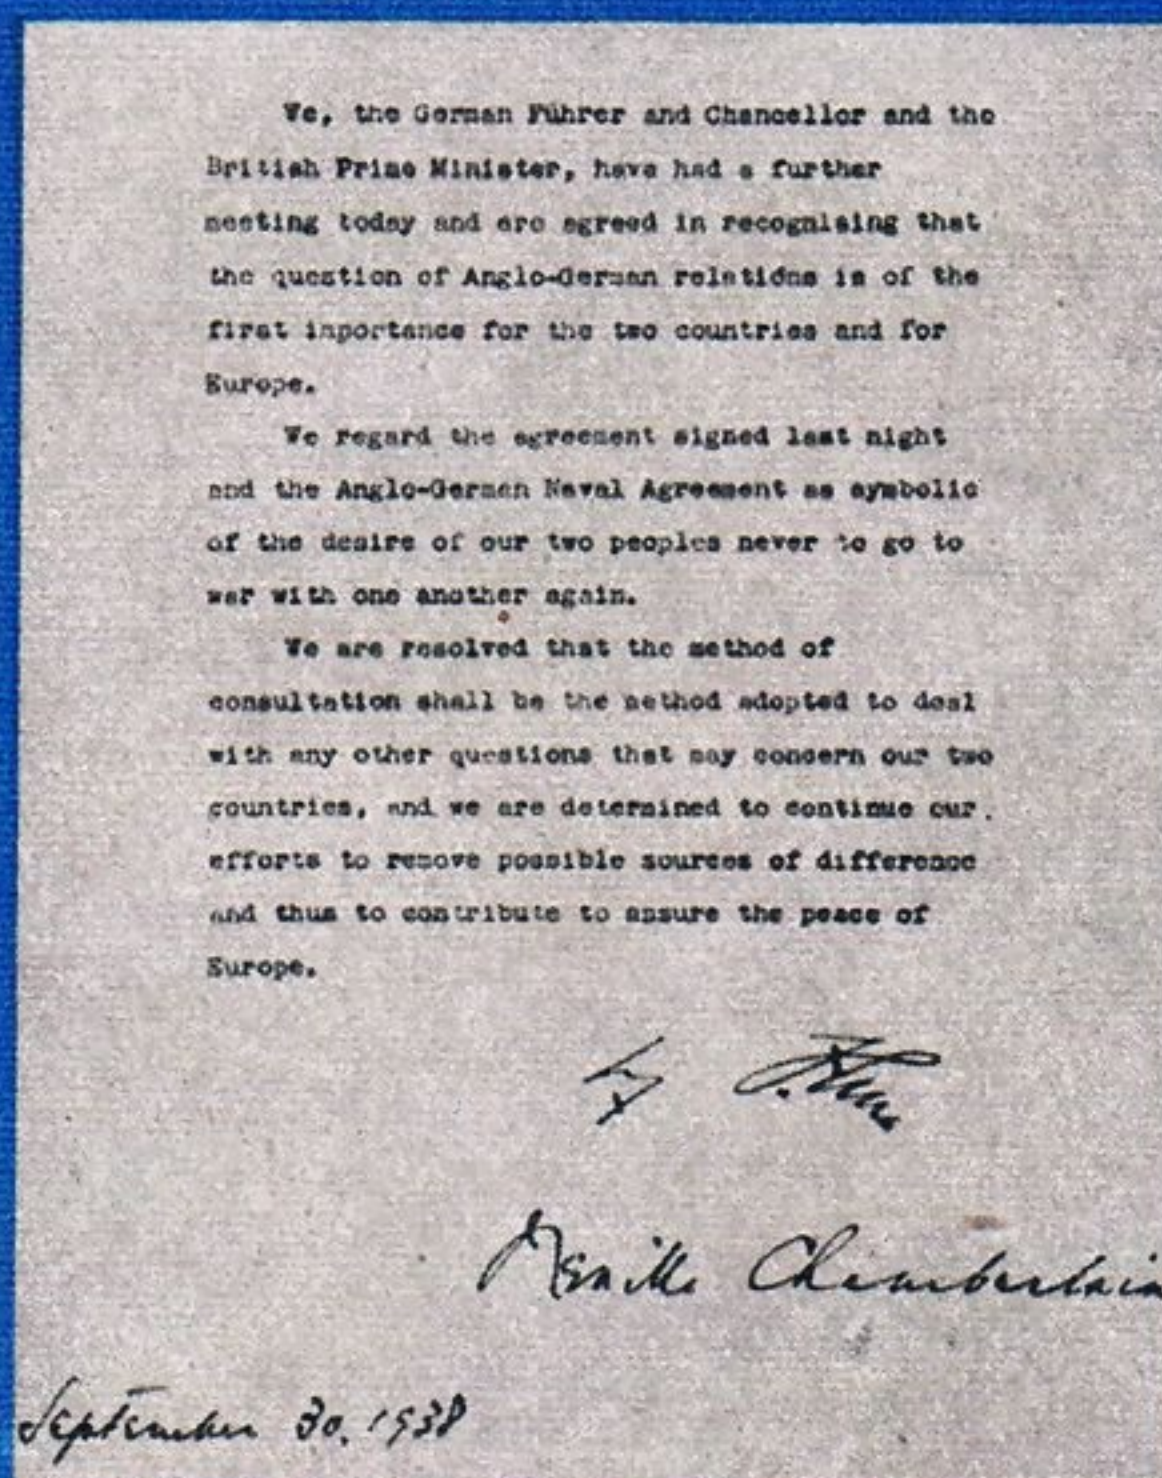 We, the German Führer and Chancellor and the
British Prime Minister, have had a further
meeting today and are agreed in recognising that
the question of Anglo-German relations is of the
first importance for the two countries and for
Europe.
We regard the agreement signed last night
and the Anglo-German Naval Agreement as symbolic
of the desire of our two peoples never to go to
war with one another again.
We are resolved that the method of
consultation shall be the method adopted to deal
with any other questions that may concern our two
countries, and we are determined to continue our
efforts to remove possible sources of difference
and thus to contribute to assure the peace of
Europe.
Neville Chamberlain
September 30, 1938